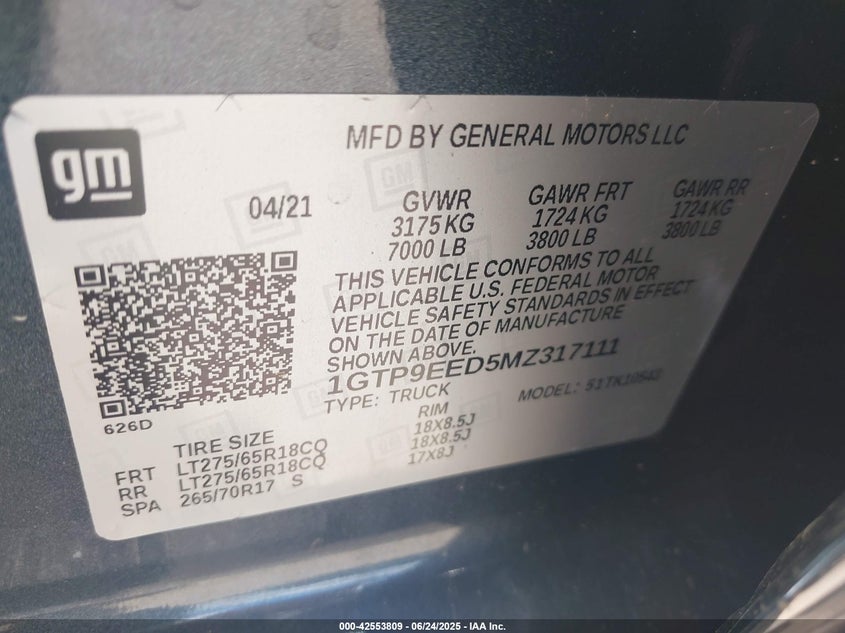 gm
MFD BY GENERAL MOTORS LLC
04/21
GVWR
3175 KG
7000 LB
GAWR FRT
1724 KG
3800 LB
GAWR RR
1724 KG
3800 LB
THIS VEHICLE CONFORMS TO ALL
APPLICABLE U.S. FEDERAL MOTOR
VEHICLE SAFETY STANDARDS IN EFFECT
ON THE DATE OF MANUFACTURE
SHOWN ABOVE.
1GTP9EED5MZ317111
TYPE: TRUCK
MODEL:
626D
TIRE SIZE
RIM
FRT LT275/65R18CQ 18X8.5J
RR LT275/65R18CQ 18X8.5J
SPA 265/70R17 S 17X8J
000-42553809 - 06/24/2025 - IAA Inc.